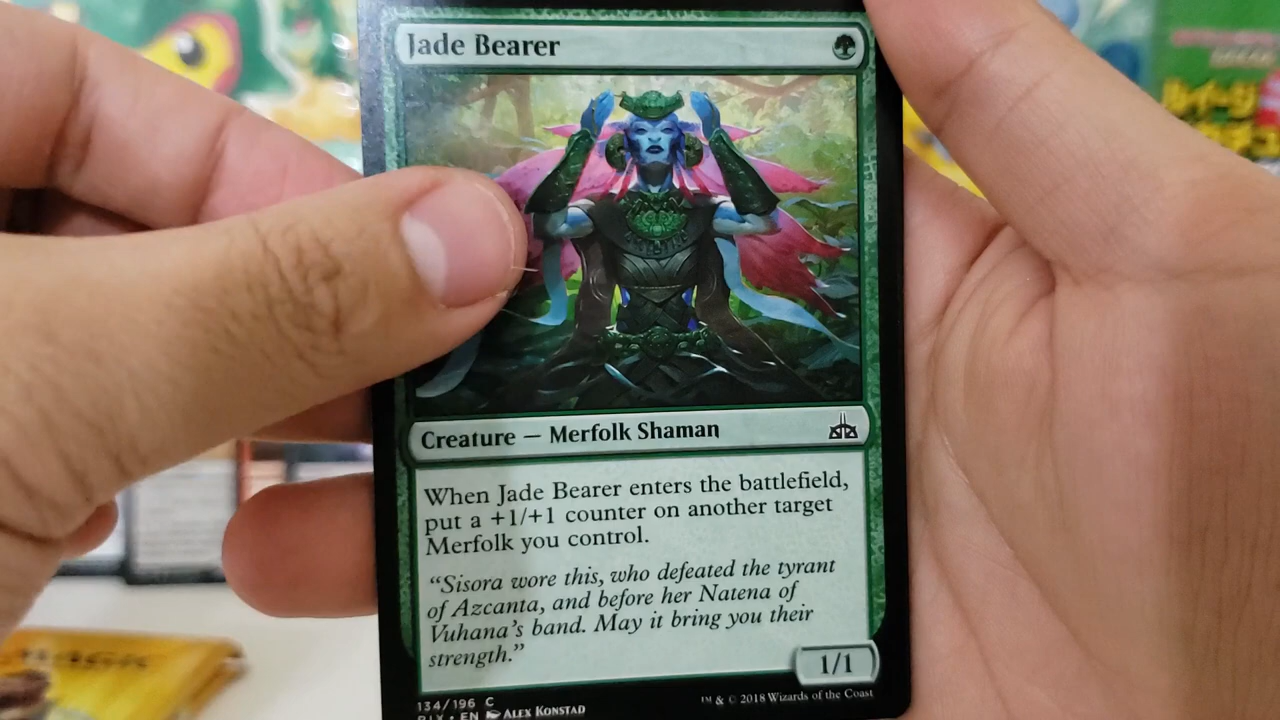 Jade Bearer
Creature — Merfolk Shaman
When Jade Bearer enters the battlefield,
put a +1/+1 counter on another target
Merfolk you control.
“Sisora wore this, who defeated the tyrant
of Azcanta, and before her Natena of
Vuhana’s band. May it bring you their
strength.”
1/1
134/196 C
RIX • EN ALEX KONSTAD
™ & © 2018 Wizards of the Coast